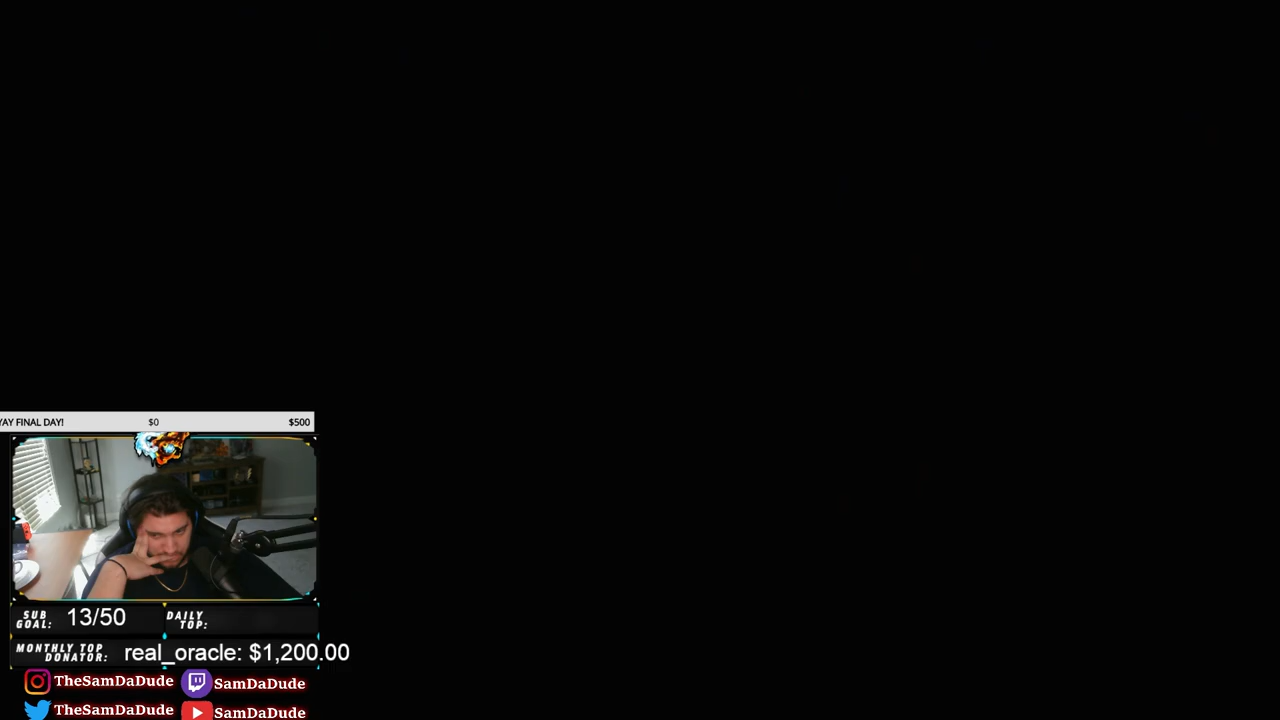 YAY FINAL DAY! $0 $500
SUB GOAL: 13/50 DAILY TOP:
MONTHLY TOP DONATOR: real_oracle: $1,200.00
TheSamDaDude SamDaDude
TheSamDaDude SamDaDude